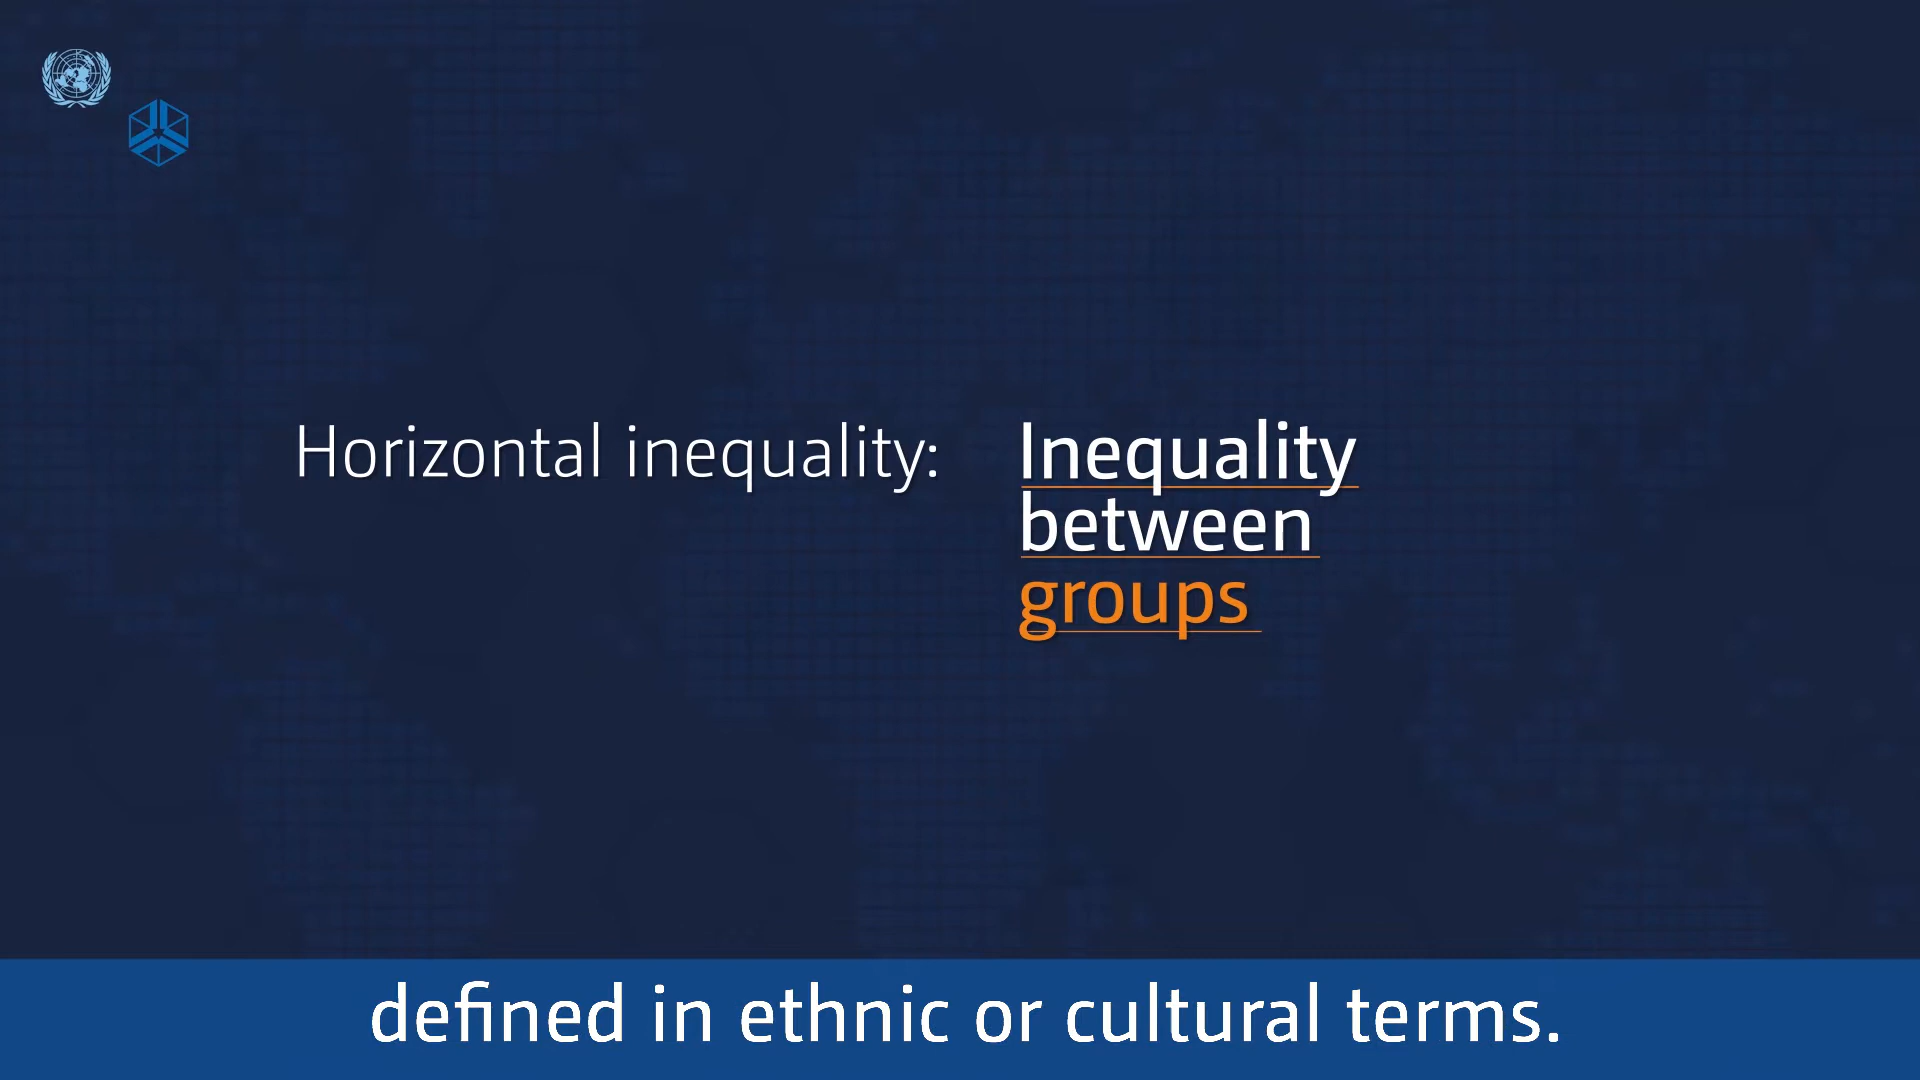 Horizontal inequality:
Inequality
between
groups
defined in ethnic or cultural terms.